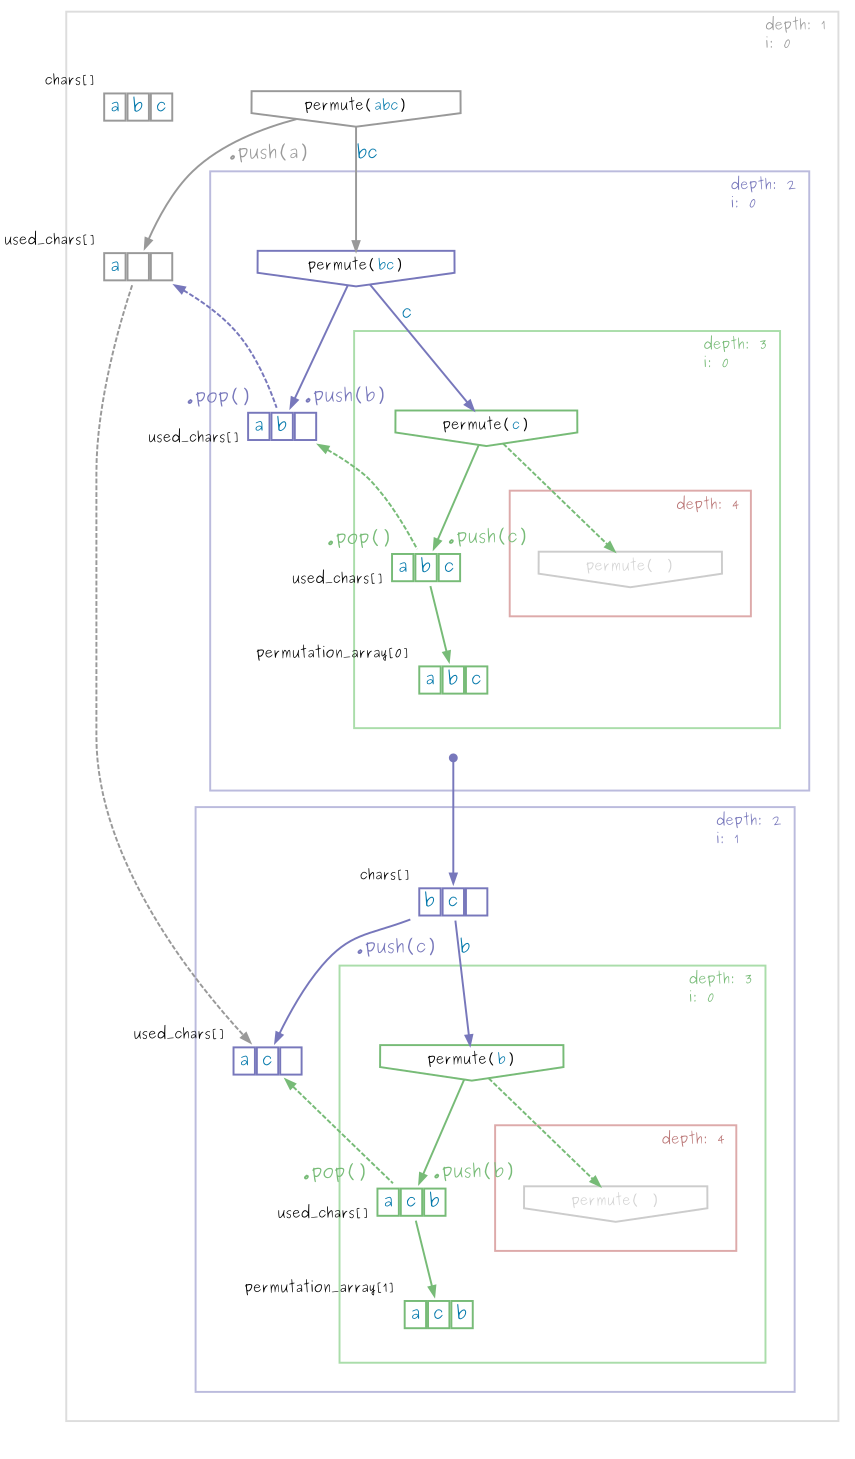 depth: 1
i: 0
chars[]
a b c
permute(abc)
.push(a)
bc
depth: 2
i: 0
used_chars[]
a
permute(bc)
c
depth: 3
i: 0
.pop()
.push(b)
used_chars[]
a b
permute(c)
depth: 4
.pop()
.push(c)
used_chars[]
a b c
permute( )
permutation_array[0]
a b c
depth: 2
i: 1
chars[]
b c
.push(c)
b
depth: 3
i: 0
used_chars[]
a c
permute(b)
depth: 4
.pop()
.push(b)
used_chars[]
a c b
permute( )
permutation_array[1]
a c b